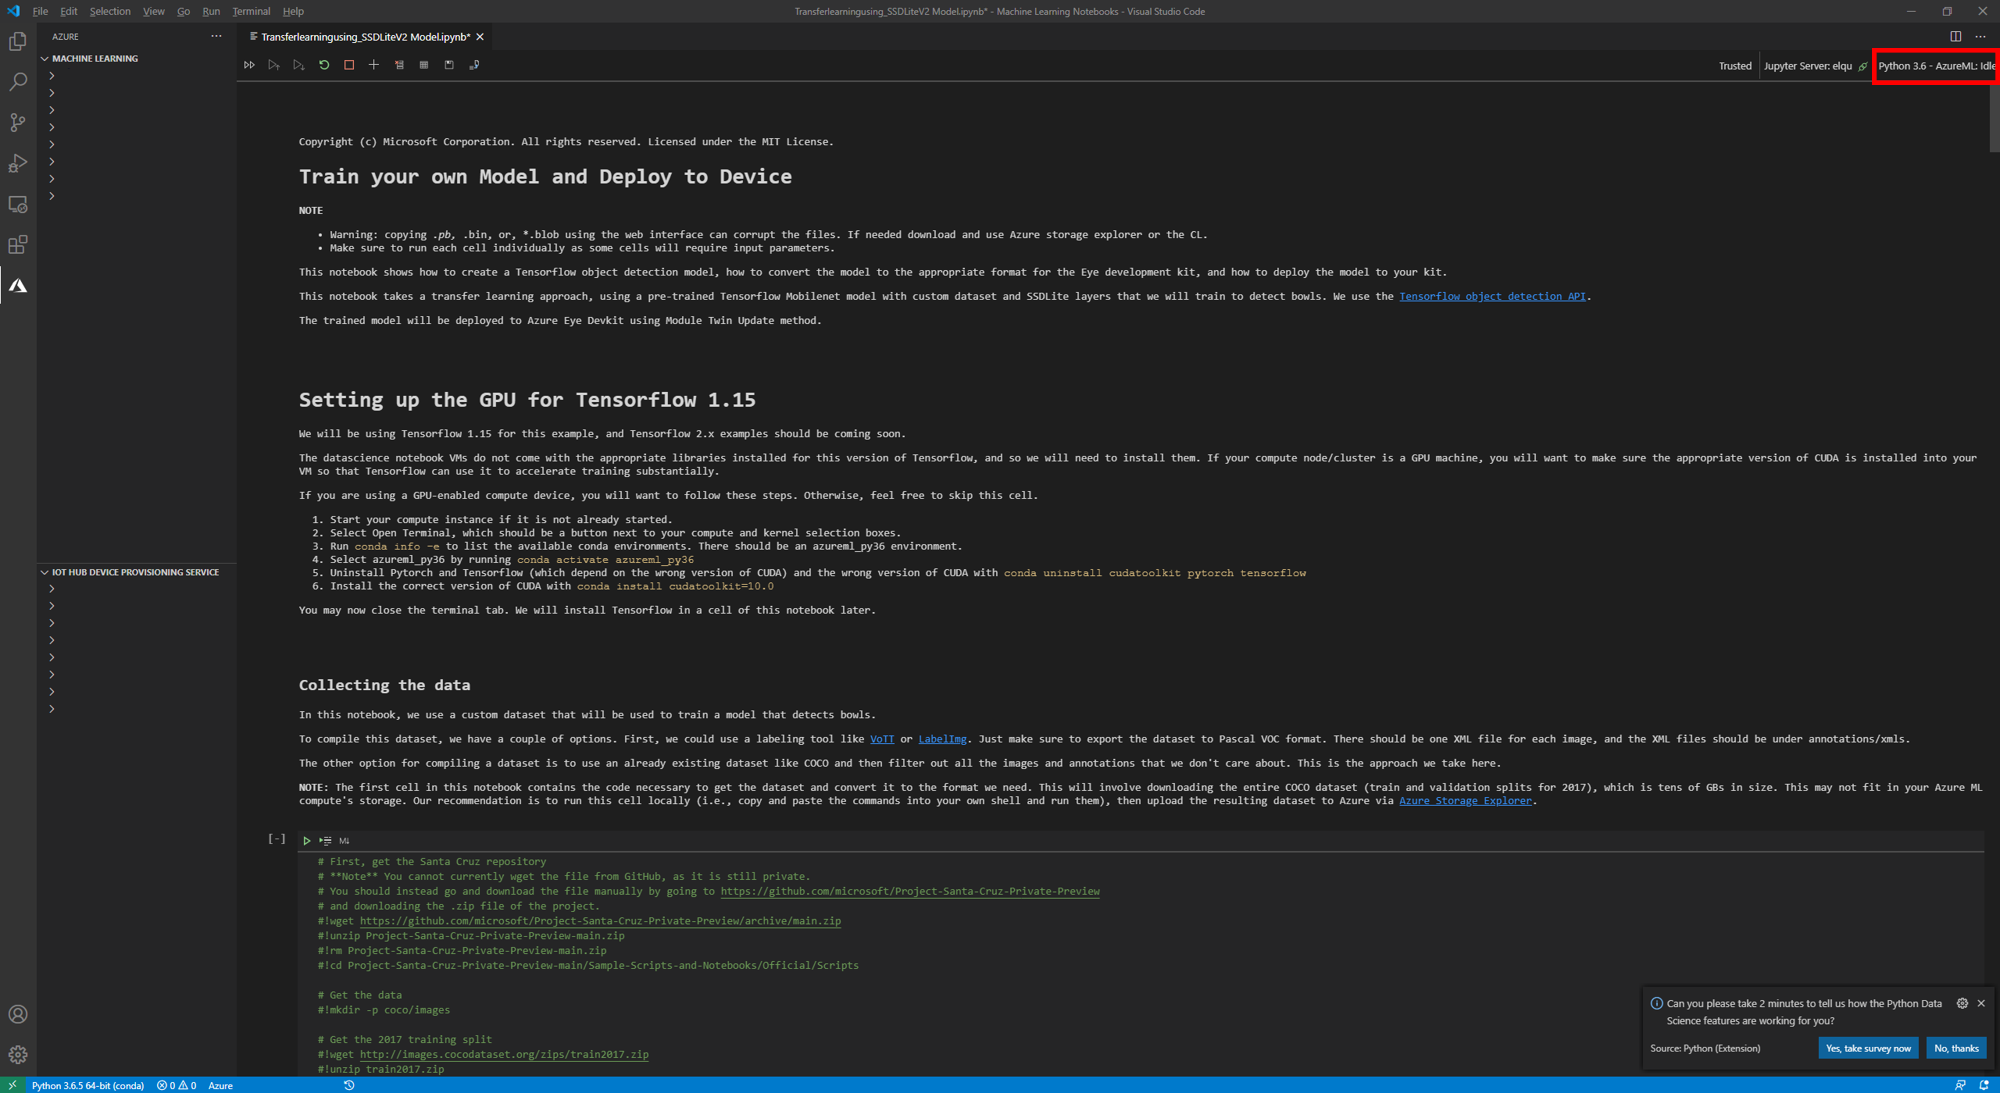 File Edit Selection View Go Run Terminal Help
Transferlearningusing_SSDLiteV2 Model.ipynb* - Machine Learning Notebooks - Visual Studio Code
AZURE
MACHINE LEARNING
IOT HUB DEVICE PROVISIONING SERVICE
Transferlearningusing_SSDLiteV2 Model.ipynb*
Trusted Jupyter Server: elqu Python 3.6 - AzureML: Idle
Copyright (c) Microsoft Corporation. All rights reserved. Licensed under the MIT License.
Train your own Model and Deploy to Device
NOTE
• Warning: copying .pb, .bin, or, *.blob using the web interface can corrupt the files. If needed download and use Azure storage explorer or the CL.
• Make sure to run each cell individually as some cells will require input parameters.
This notebook shows how to create a Tensorflow object detection model, how to convert the model to the appropriate format for the Eye development kit, and how to deploy the model to your kit.
This notebook takes a transfer learning approach, using a pre-trained Tensorflow Mobilenet model with custom dataset and SSDLite layers that we will train to detect bowls. We use the Tensorflow object detection API.
The trained model will be deployed to Azure Eye Devkit using Module Twin Update method.
Setting up the GPU for Tensorflow 1.15
We will be using Tensorflow 1.15 for this example, and Tensorflow 2.x examples should be coming soon.
The datascience notebook VMs do not come with the appropriate libraries installed for this version of Tensorflow, and so we will need to install them. If your compute node/cluster is a GPU machine, you will want to make sure the appropriate version of CUDA is installed into your
VM so that Tensorflow can use it to accelerate training substantially.
If you are using a GPU-enabled compute device, you will want to follow these steps. Otherwise, feel free to skip this cell.
1. Start your compute instance if it is not already started.
2. Select Open Terminal, which should be a button next to your compute and kernel selection boxes.
3. Run conda info -e to list the available conda environments. There should be an azureml_py36 environment.
4. Select azureml_py36 by running conda activate azureml_py36
5. Uninstall Pytorch and Tensorflow (which depend on the wrong version of CUDA) and the wrong version of CUDA with conda uninstall cudatoolkit pytorch tensorflow
6. Install the correct version of CUDA with conda install cudatoolkit=10.0
You may now close the terminal tab. We will install Tensorflow in a cell of this notebook later.
Collecting the data
In this notebook, we use a custom dataset that will be used to train a model that detects bowls.
To compile this dataset, we have a couple of options. First, we could use a labeling tool like VoTT or LabelImg. Just make sure to export the dataset to Pascal VOC format. There should be one XML file for each image, and the XML files should be under annotations/xmls.
The other option for compiling a dataset is to use an already existing dataset like COCO and then filter out all the images and annotations that we don't care about. This is the approach we take here.
NOTE: The first cell in this notebook contains the code necessary to get the dataset and convert it to the format we need. This will involve downloading the entire COCO dataset (train and validation splits for 2017), which is tens of GBs in size. This may not fit in your Azure ML
compute's storage. Our recommendation is to run this cell locally (i.e., copy and paste the commands into your own shell and run them), then upload the resulting dataset to Azure via Azure Storage Explorer.
[-] M↓
# First, get the Santa Cruz repository
# **Note** You cannot currently wget the file from GitHub, as it is still private.
# You should instead go and download the file manually by going to https://github.com/microsoft/Project-Santa-Cruz-Private-Preview
# and downloading the .zip file of the project.
#!wget https://github.com/microsoft/Project-Santa-Cruz-Private-Preview/archive/main.zip
#!unzip Project-Santa-Cruz-Private-Preview-main.zip
#!rm Project-Santa-Cruz-Private-Preview-main.zip
#!cd Project-Santa-Cruz-Private-Preview-main/Sample-Scripts-and-Notebooks/Official/Scripts
# Get the data
#!mkdir -p coco/images
# Get the 2017 training split
#!wget http://images.cocodataset.org/zips/train2017.zip
#!unzip train2017.zip
Can you please take 2 minutes to tell us how the Python Data
Science features are working for you?
Source: Python (Extension) Yes, take survey now No, thanks
Python 3.6.5 64-bit (conda) 0 0 Azure